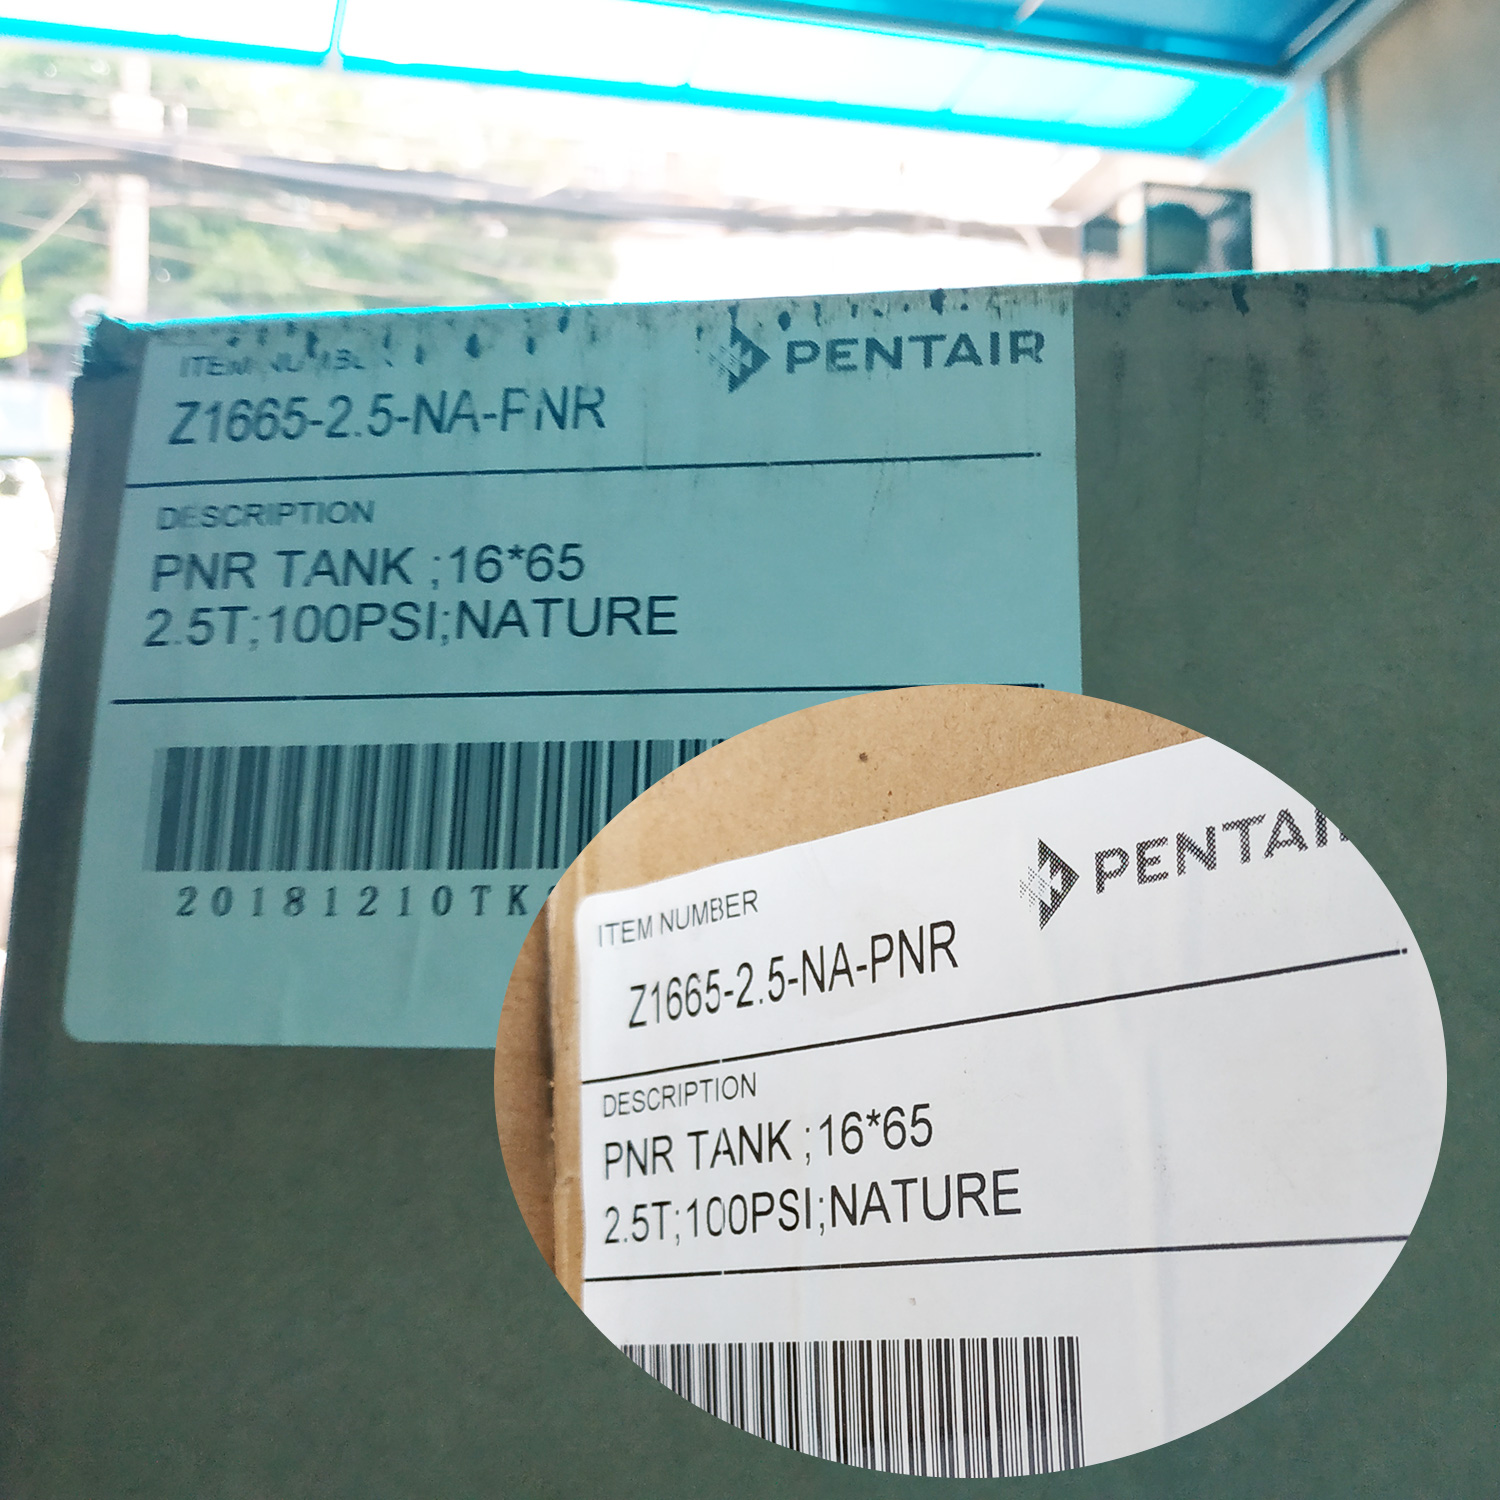 ITEM NUMBER
PENTAIR
Z1665-2.5-NA-PNR
DESCRIPTION
PNR TANK ;16*65
2.5T;100PSI;NATURE
20181210TK
ITEM NUMBER
PENTAIR
Z1665-2.5-NA-PNR
DESCRIPTION
PNR TANK ;16*65
2.5T;100PSI;NATURE